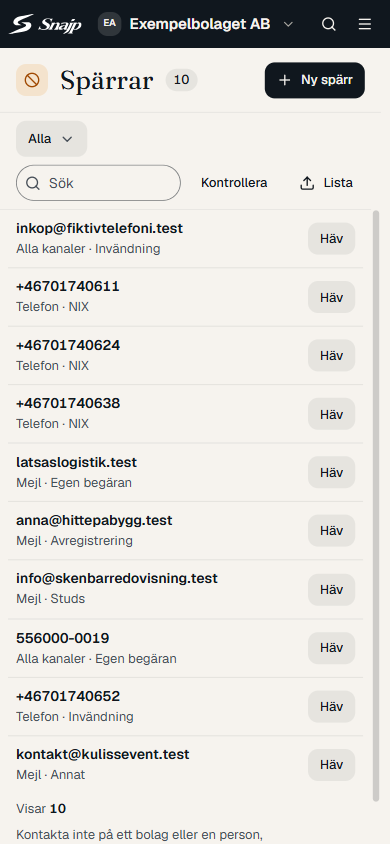 Snajp
EA Exempelbolaget AB
Spärrar 10
Ny spärr
Alla
Sök
Kontrollera
Lista
inkop@fiktivtelefoni.test
Alla kanaler · Invändning
Häv
+46701740611
Telefon · NIX
Häv
+46701740624
Telefon · NIX
Häv
+46701740638
Telefon · NIX
Häv
latsaslogistik.test
Mejl · Egen begäran
Häv
anna@hittepabygg.test
Mejl · Avregistrering
Häv
info@skenbarredovisning.test
Mejl · Studs
Häv
556000-0019
Alla kanaler · Egen begäran
Häv
+46701740652
Telefon · Invändning
Häv
kontakt@kulissevent.test
Mejl · Annat
Häv
Visar 10
Kontakta inte på ett bolag eller en person,